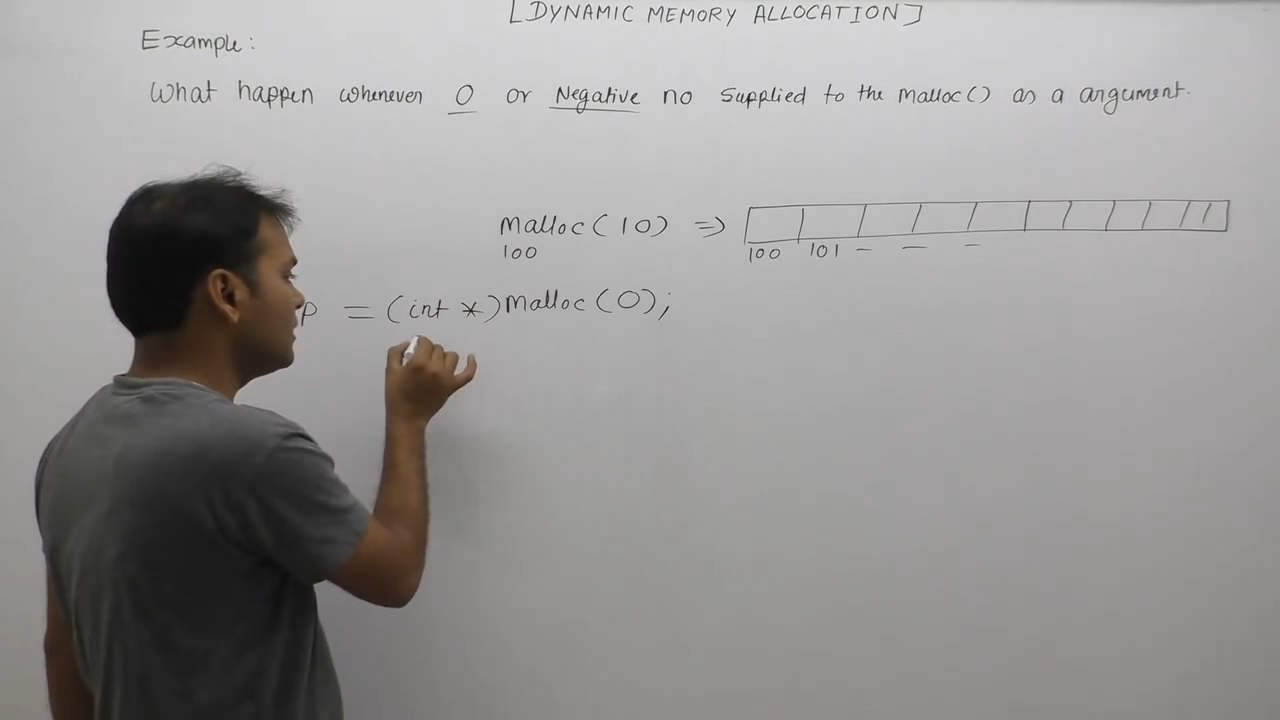 [DYNAMIC MEMORY ALLOCATION]
Example:
What happen whenever 0 or Negative no supplied to the malloc() as a argument.
malloc(10) =>
100
100 101 - - -
p = (int *)malloc(0);